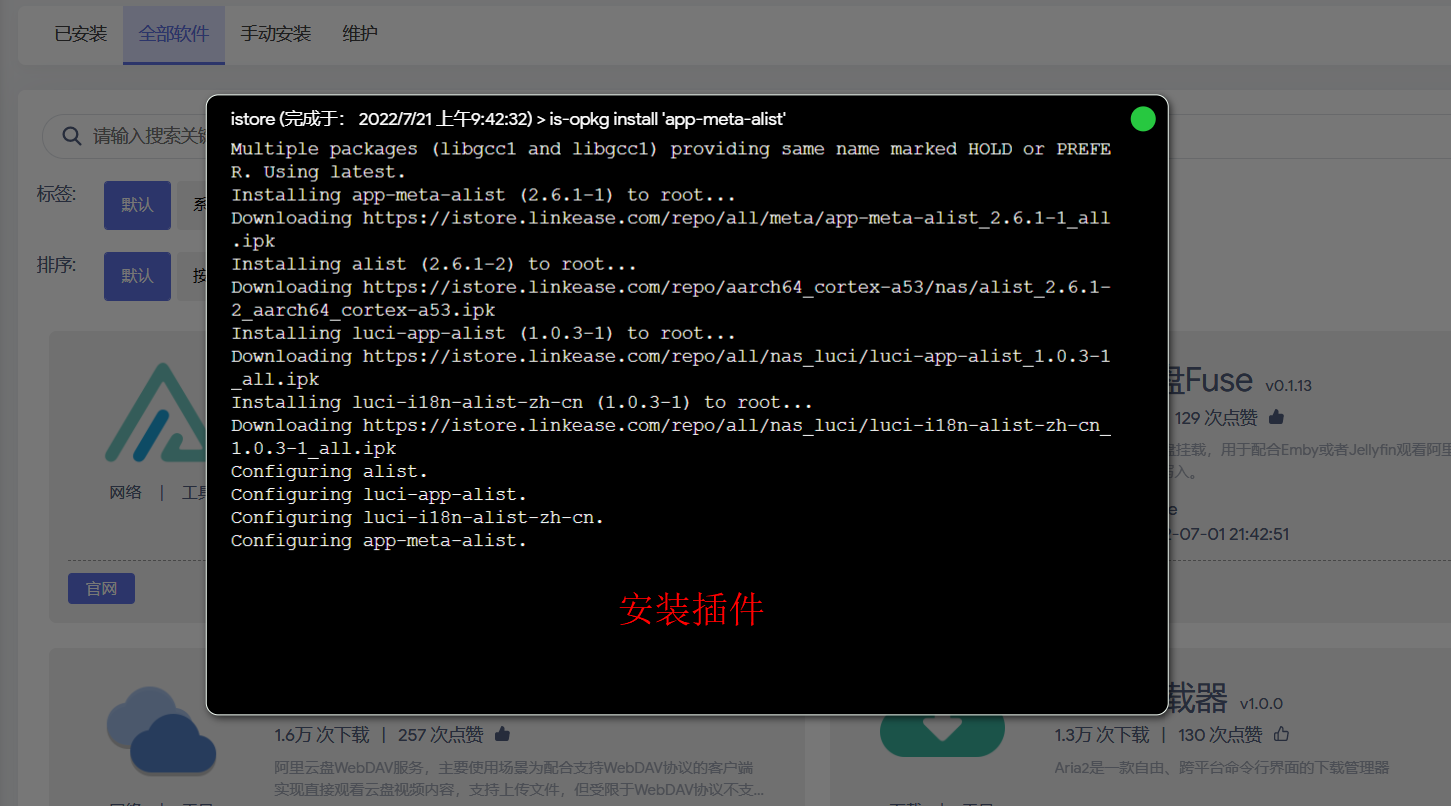 已安装 全部软件 手动安装 维护
istore (完成于： 2022/7/21 上午9:42:32) > is-opkg install 'app-meta-alist'
请输入搜索关
标签: 默认
排序: 默认 按
Multiple packages (libgcc1 and libgcc1) providing same name marked HOLD or PREFE
R. Using latest.
Installing app-meta-alist (2.6.1-1) to root...
Downloading https://istore.linkease.com/repo/all/meta/app-meta-alist_2.6.1-1_all
.ipk
Installing alist (2.6.1-2) to root...
Downloading https://istore.linkease.com/repo/aarch64_cortex-a53/nas/alist_2.6.1-
2_aarch64_cortex-a53.ipk
Installing luci-app-alist (1.0.3-1) to root...
Downloading https://istore.linkease.com/repo/all/nas_luci/luci-app-alist_1.0.3-1
_all.ipk
Installing luci-i18n-alist-zh-cn (1.0.3-1) to root...
Downloading https://istore.linkease.com/repo/all/nas_luci/luci-i18n-alist-zh-cn_
1.0.3-1_all.ipk
Configuring alist.
Configuring luci-app-alist.
Configuring luci-i18n-alist-zh-cn.
Configuring app-meta-alist.
安装插件
网络 | 工具
官网
盘Fuse v0.1.13
129 次点赞
盘挂载，用于配合Emby或者Jellyfin观看阿里
入。
-07-01 21:42:51
1.6万 次下载 | 257 次点赞
阿里云盘WebDAV服务，主要使用场景为配合支持WebDAV协议的客户端
实现直接观看云盘视频内容，支持上传文件，但受限于WebDAV协议不支...
载器 v1.0.0
1.3万 次下载 | 130 次点赞
Aria2是一款自由、跨平台命令行界面的下载管理器